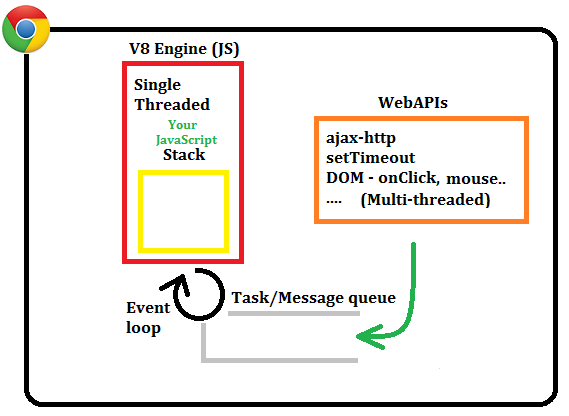 V8 Engine (JS)
Single
Threaded
Your
JavaScript
Stack
WebAPIs
ajax-http
setTimeout
DOM - onClick, mouse..
.... (Multi-threaded)
Event
loop
Task/Message queue